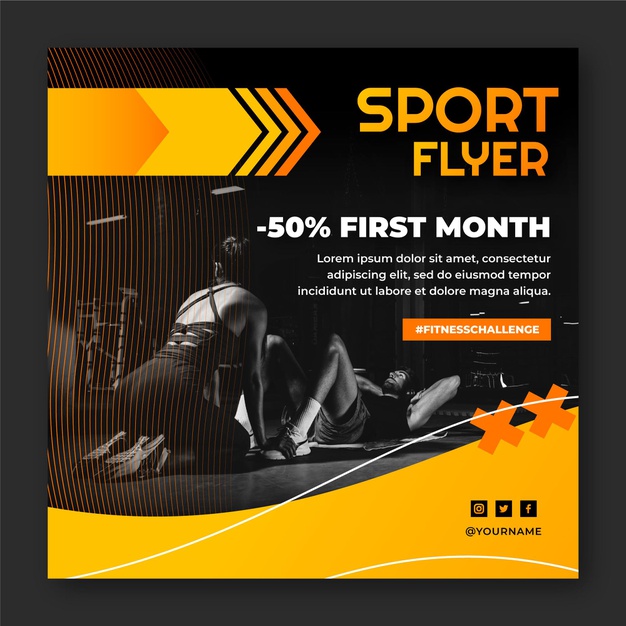 SPORT
FLYER
-50% FIRST MONTH
Lorem ipsum dolor sit amet, consectetur
adipiscing elit, sed do eiusmod tempor
incididunt ut labore et dolore magna aliqua.
#FITNESSCHALLENGE
@YOURNAME